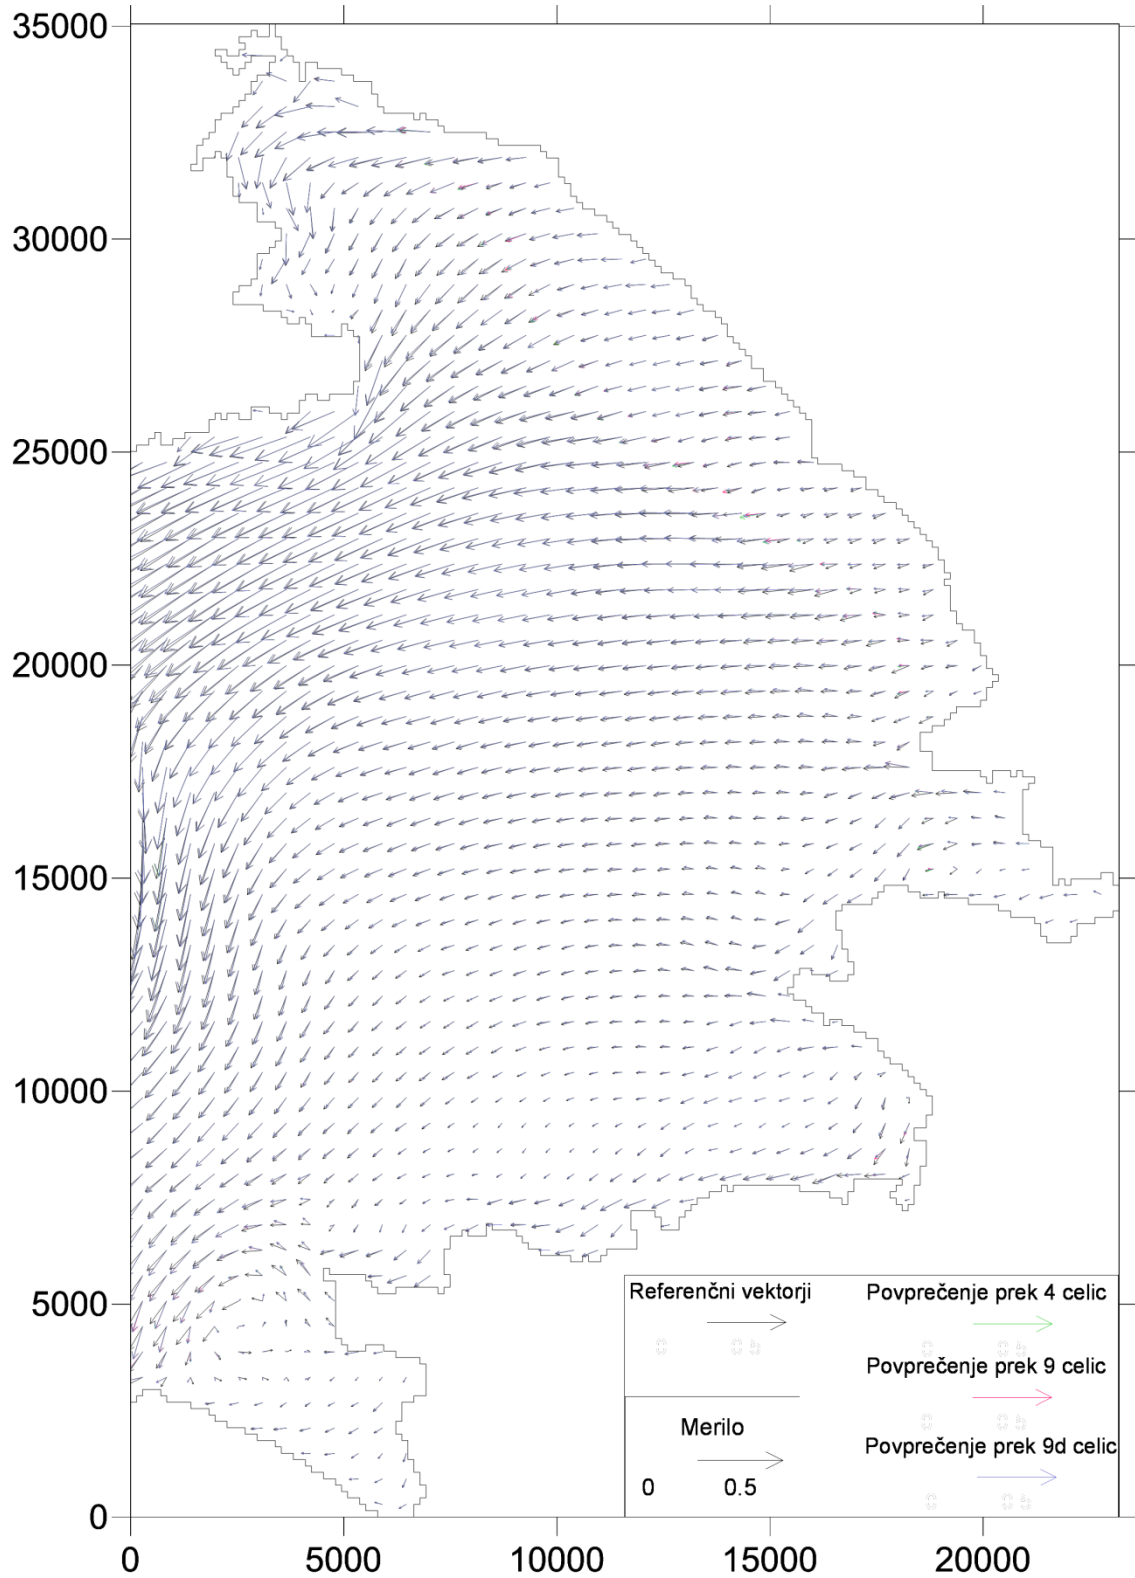 35000
30000
25000
20000
15000
10000
5000
0
0 5000 10000 15000 20000
Referenčni vektorji
Merilo
0 0.5
Povprečenje prek 4 celic
Povprečenje prek 9 celic
Povprečenje prek 9d celic